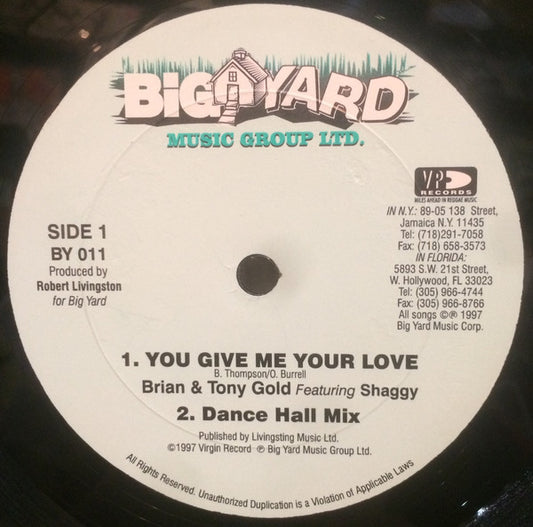 BiG YARD
MUSIC GROUP LTD.
VP
RECORDS
MILES AHEAD IN REGGAE MUSIC
IN N.Y.: 89-05 138 Street,
Jamaica N.Y. 11435
Tel: (718)291-7058
Fax: (718) 658-3573
IN FLORIDA:
5893 S.W. 21st Street,
W. Hollywood, FL 33023
Tel: (305) 966-4744
Fax: (305) 966-8766
All songs ©℗ 1997
Big Yard Music Corp.
SIDE 1
BY 011
Produced by
Robert Livingston
for Big Yard
1. YOU GIVE ME YOUR LOVE
B. Thompson/O. Burrell
Brian & Tony Gold Featuring Shaggy
2. Dance Hall Mix
Published by Livingsting Music Ltd.
©1997 Virgin Record ℗ Big Yard Music Group Ltd.
All Rights Reserved. Unauthorized Duplication is a Violation of Applicable Laws